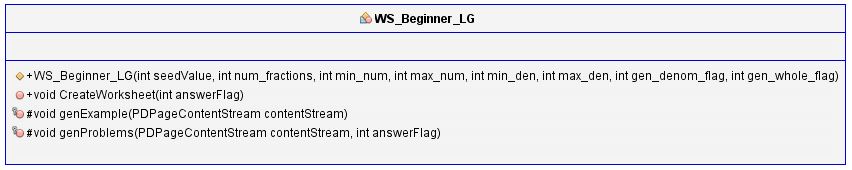 WS_Beginner_LG
+WS_Beginner_LG(int seedValue, int num_fractions, int min_num, int max_num, int min_den, int max_den, int gen_denom_flag, int gen_whole_flag)
+void CreateWorksheet(int answerFlag)
#void genExample(PDPageContentStream contentStream)
#void genProblems(PDPageContentStream contentStream, int answerFlag)